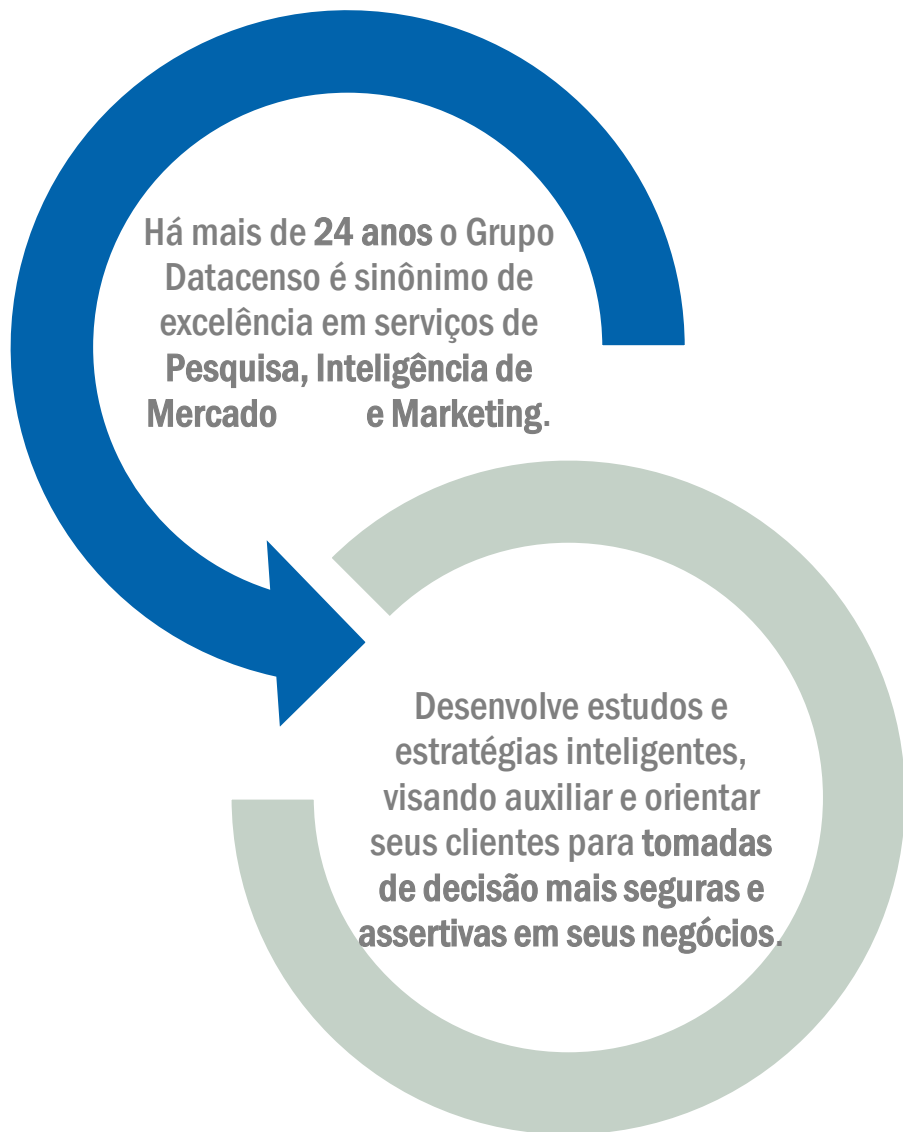 Há mais de 24 anos o Grupo
Datacenso é sinônimo de
excelência em serviços de
Pesquisa, Inteligência de
Mercado e Marketing.
Desenvolve estudos e
estratégias inteligentes,
visando auxiliar e orientar
seus clientes para tomadas
de decisão mais seguras e
assertivas em seus negócios.